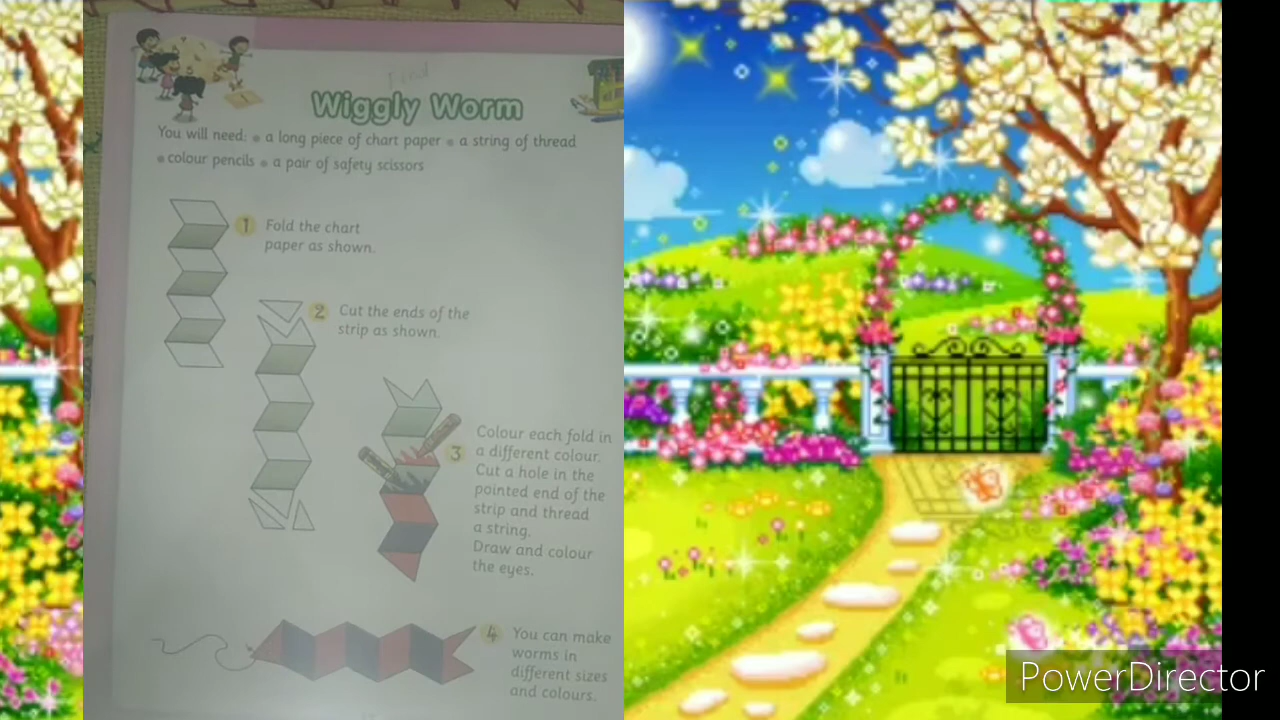 Wiggly Worm
You will need: • a long piece of chart paper • a string of thread
• colour pencils • a pair of safety scissors
1 Fold the chart
paper as shown.
2 Cut the ends of the
strip as shown.
3 Colour each fold in
a different colour.
Cut a hole in the
pointed end of the
strip and thread
a string.
Draw and colour
the eyes.
4 You can make
worms in
different sizes
and colours.
PowerDirector